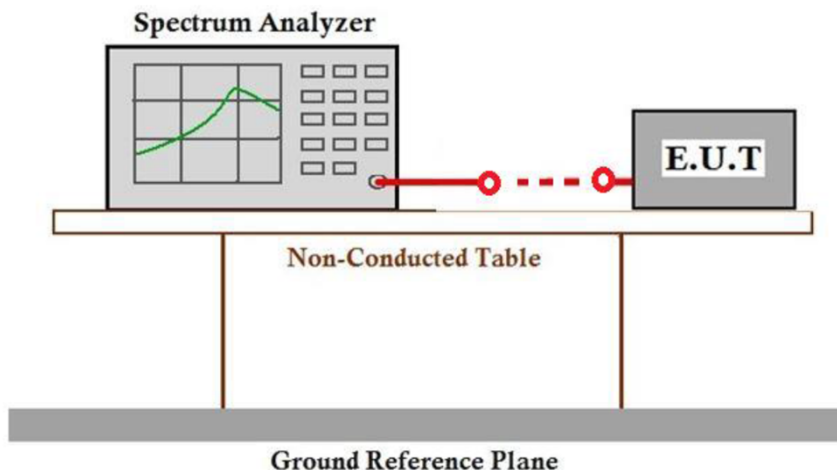 Spectrum Analyzer
E.U.T
Non-Conducted Table
Ground Reference Plane